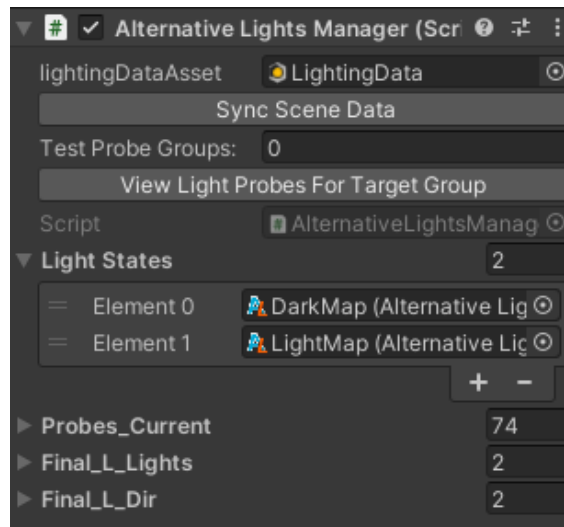 # Alternative Lights Manager (Scri
lightingDataAsset LightingData
Sync Scene Data
Test Probe Groups: 0
View Light Probes For Target Group
Script # AlternativeLightsManag
Light States 2
Element 0 DarkMap (Alternative Lig
Element 1 LightMap (Alternative Lig
+ -
Probes_Current 74
Final_L_Lights 2
Final_L_Dir 2